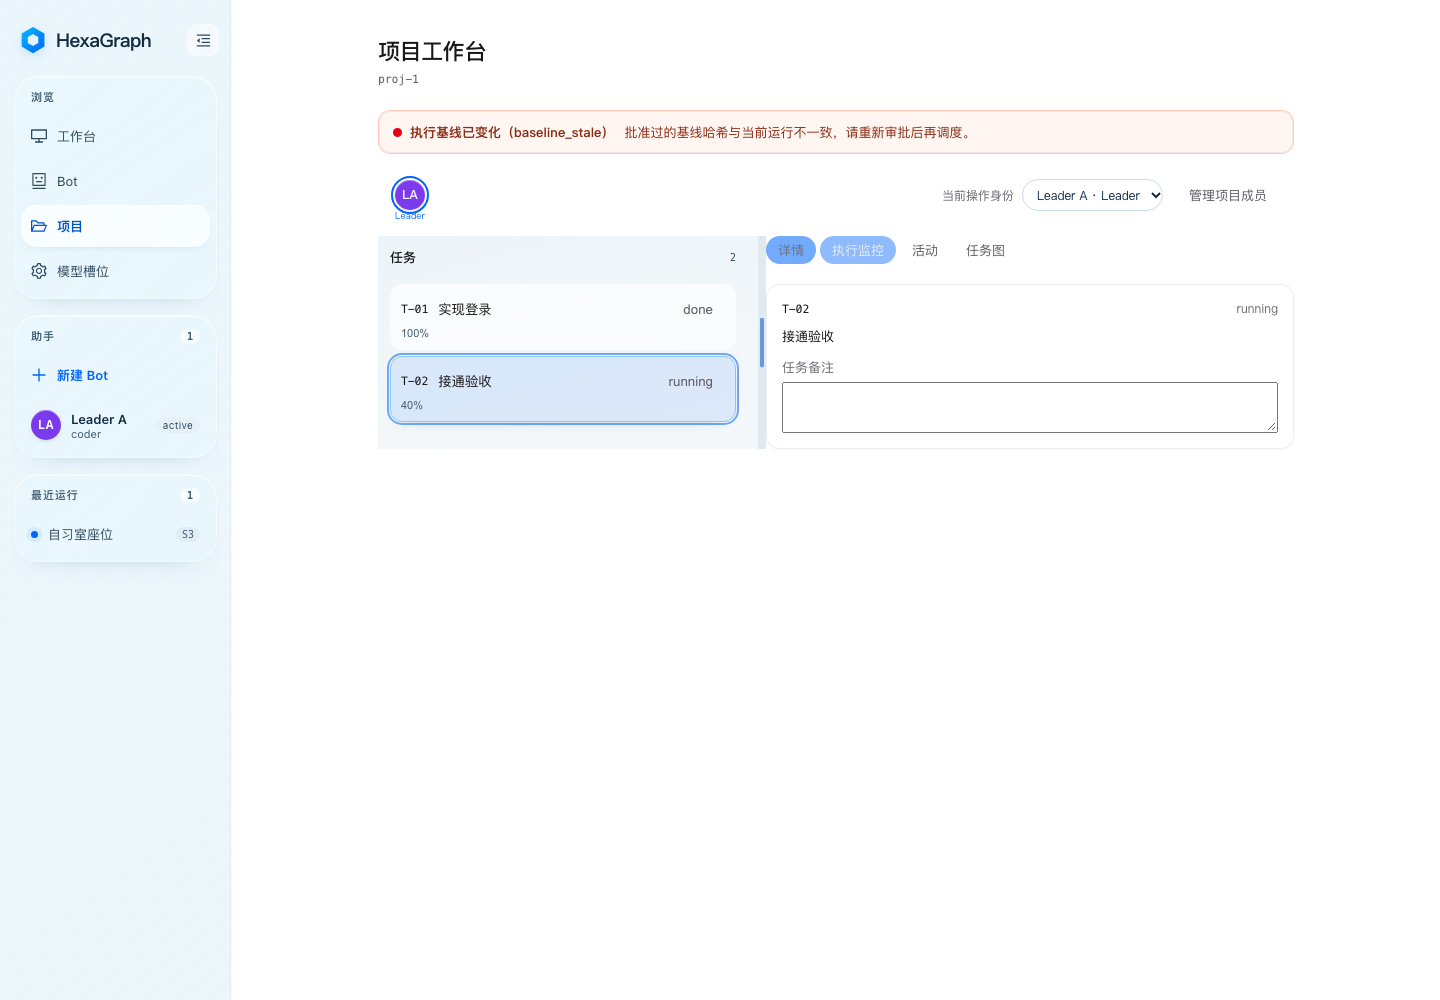 HexaGraph
浏览
工作台
Bot
项目
模型槽位
助手 1
新建 Bot
LA Leader A active
coder
最近运行 1
自习室座位 S3
项目工作台
proj-1
执行基线已变化（baseline_stale） 批准过的基线哈希与当前运行不一致，请重新审批后再调度。
LA
Leader
当前操作身份 Leader A · Leader 管理项目成员
任务 2
T-01 实现登录 done
100%
T-02 接通验收 running
40%
详情 执行监控 活动 任务图
T-02 running
接通验收
任务备注